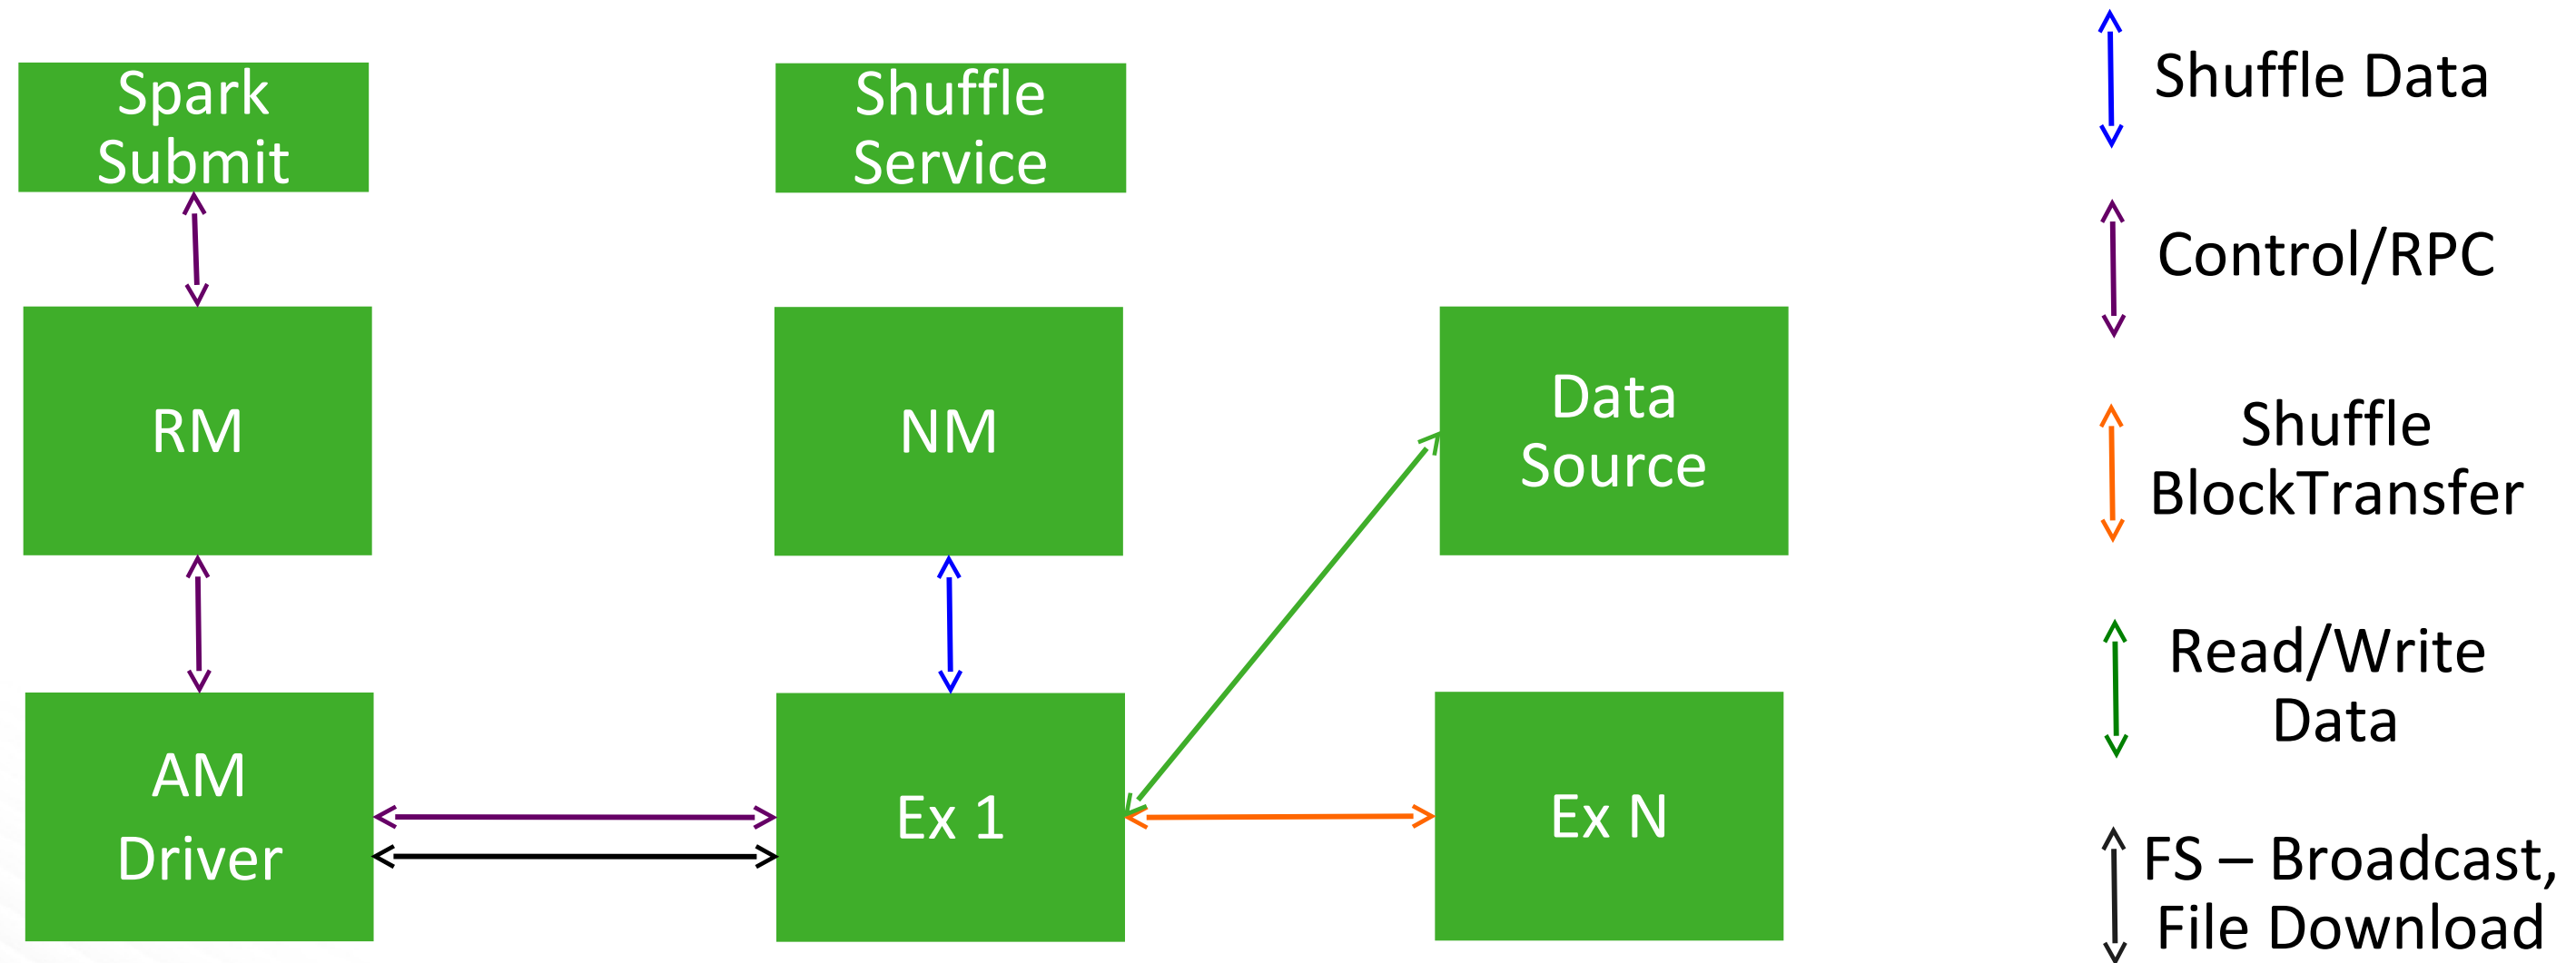 Spark
Submit
Shuffle
Service
RM
NM
Data
Source
AM
Driver
Ex 1
Ex N
Shuffle Data
Control/RPC
Shuffle
BlockTransfer
Read/Write
Data
FS – Broadcast,
File Download